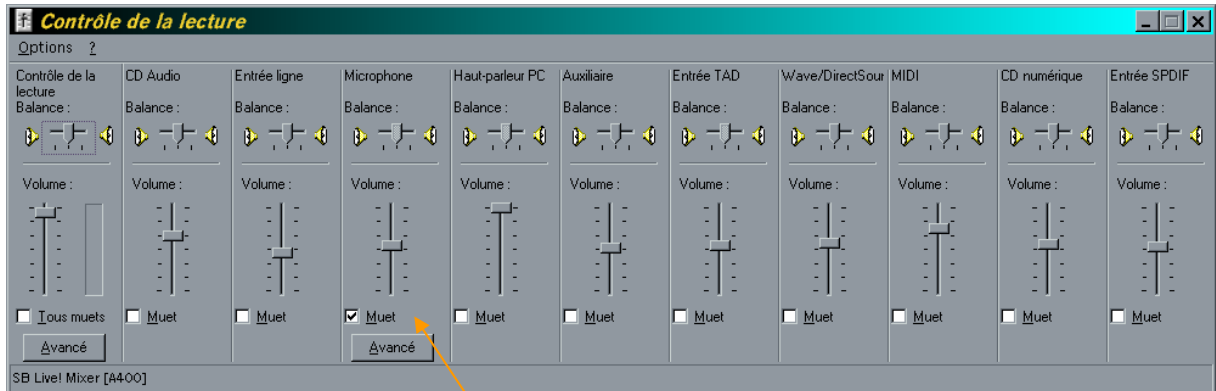 Contrôle de la lecture
Options ?
Contrôle de la lecture CD Audio Entrée ligne Microphone Haut-parleur PC Auxiliaire Entrée TAD Wave/DirectSour MIDI CD numérique Entrée SPDIF
Balance : Balance : Balance : Balance : Balance : Balance : Balance : Balance : Balance : Balance : Balance :
Volume : Volume : Volume : Volume : Volume : Volume : Volume : Volume : Volume : Volume : Volume :
Tous muets Muet Muet Muet Muet Muet Muet Muet Muet Muet Muet
Avancé Avancé
SB Live! Mixer [A400]